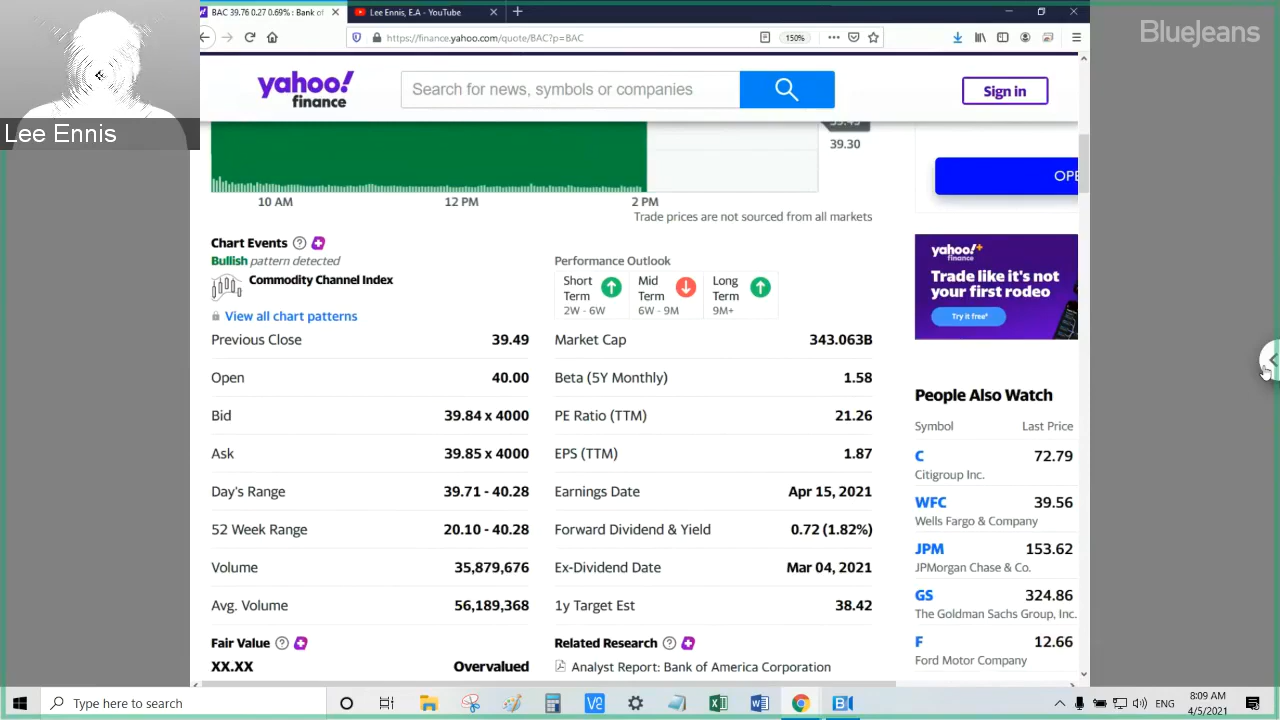 BAC 39.76 0.27 0.69% : Bank of
Lee Ennis, E.A - YouTube
https://finance.yahoo.com/quote/BAC?p=BAC
150%
BlueJeans
Lee Ennis
yahoo!
finance
Search for news, symbols or companies
Sign in
39.30
OPE
10 AM
12 PM
2 PM
Trade prices are not sourced from all markets
Chart Events
Bullish pattern detected
Commodity Channel Index
View all chart patterns
Performance Outlook
Short
Term
2W - 6W
Mid
Term
6W - 9M
Long
Term
9M+
Previous Close 39.49
Open 40.00
Bid 39.84 x 4000
Ask 39.85 x 4000
Day's Range 39.71 - 40.28
52 Week Range 20.10 - 40.28
Volume 35,879,676
Avg. Volume 56,189,368
Market Cap 343.063B
Beta (5Y Monthly) 1.58
PE Ratio (TTM) 21.26
EPS (TTM) 1.87
Earnings Date Apr 15, 2021
Forward Dividend & Yield 0.72 (1.82%)
Ex-Dividend Date Mar 04, 2021
1y Target Est 38.42
Fair Value
XX.XX Overvalued
Related Research
Analyst Report: Bank of America Corporation
yahoo!+
finance
Trade like it's not
your first rodeo
Try it free*
People Also Watch
Symbol Last Price
C 72.79
Citigroup Inc.
WFC 39.56
Wells Fargo & Company
JPM 153.62
JPMorgan Chase & Co.
GS 324.86
The Goldman Sachs Group, Inc.
F 12.66
Ford Motor Company
Type here to search
ENG
8:09 AM
4/5/2021